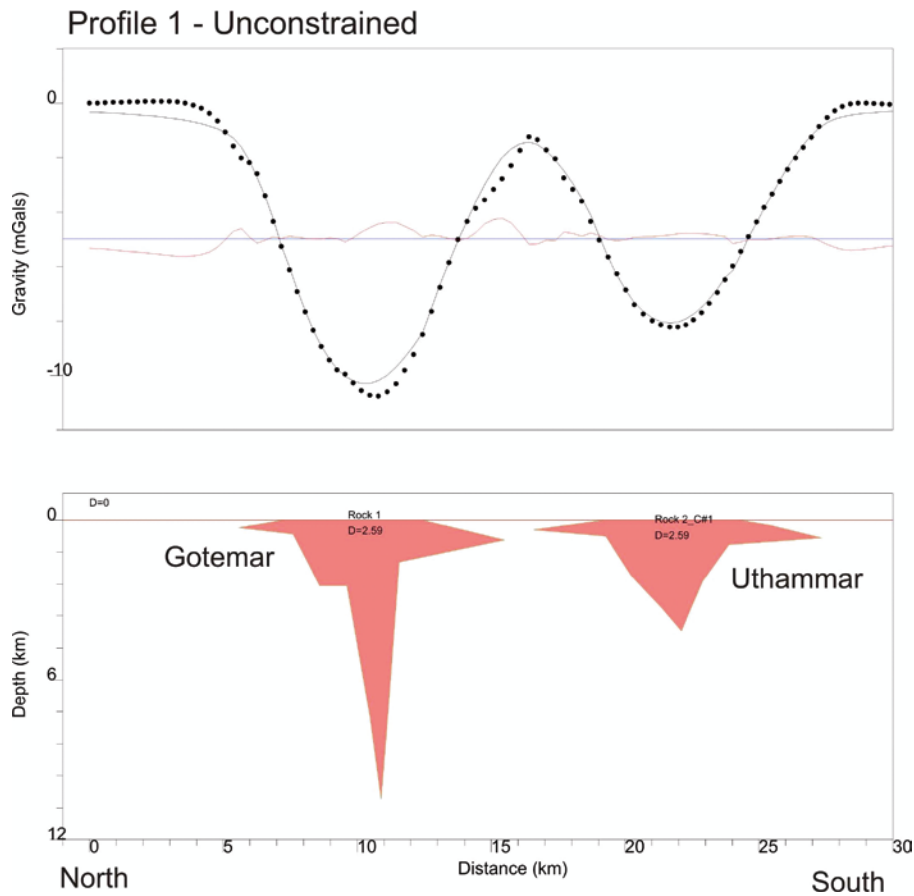 Profile 1 - Unconstrained
0
Gravity (mGals)
-10
D=0
0
Rock 1
D=2.59
Rock 2_C#1
D=2.59
Gotemar
Uthammar
Depth (km)
6
12
0 5 10 15 20 25 30
Distance (km)
North
South